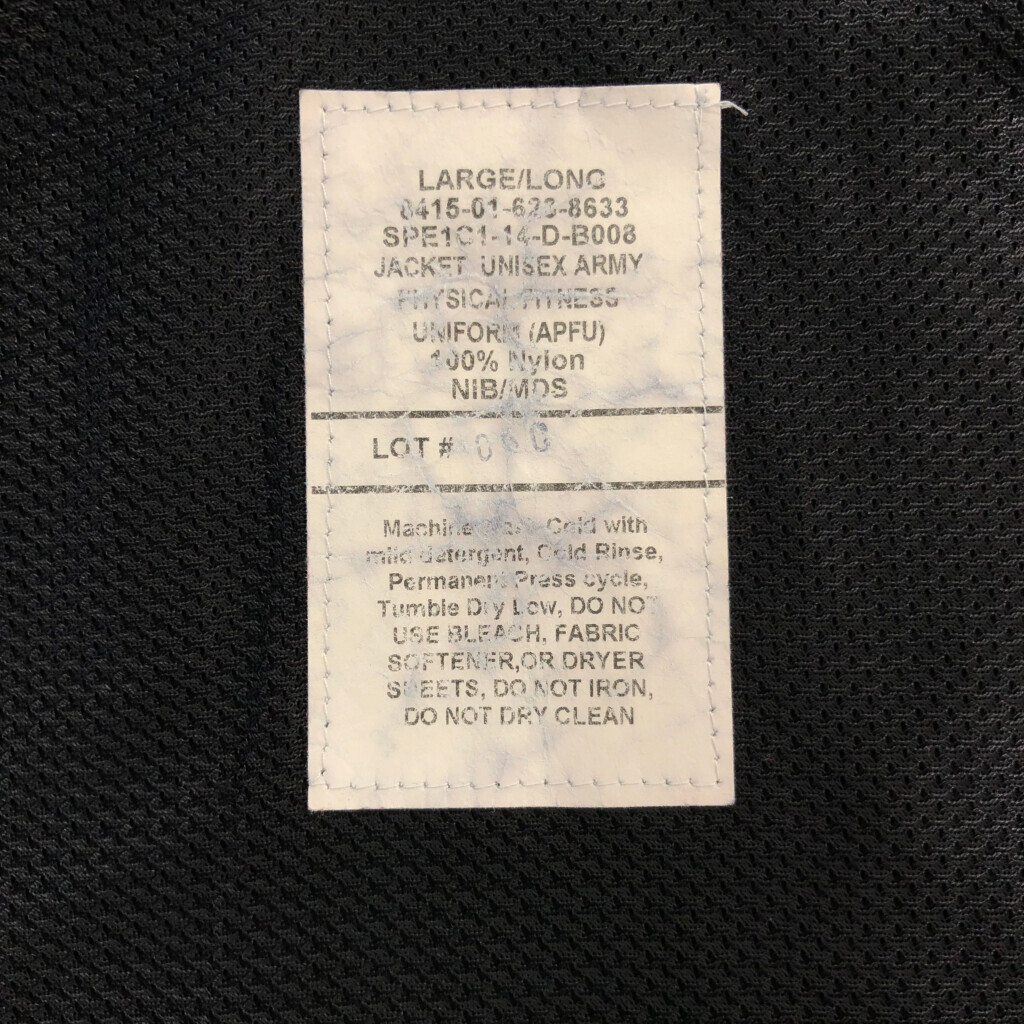 LARGE/LONG
8415-01-623-8633
SPE1C1-14-D-B008
JACKET, UNISEX ARMY
PHYSICAL FITNESS
UNIFORM (APFU)
100% Nylon
NIB/MDS
LOT #
Machine Wash Cold with
mild detergent, Cold Rinse,
Permanent Press cycle,
Tumble Dry Low, DO NOT
USE BLEACH, FABRIC
SOFTENER,OR DRYER
SHEETS, DO NOT IRON,
DO NOT DRY CLEAN